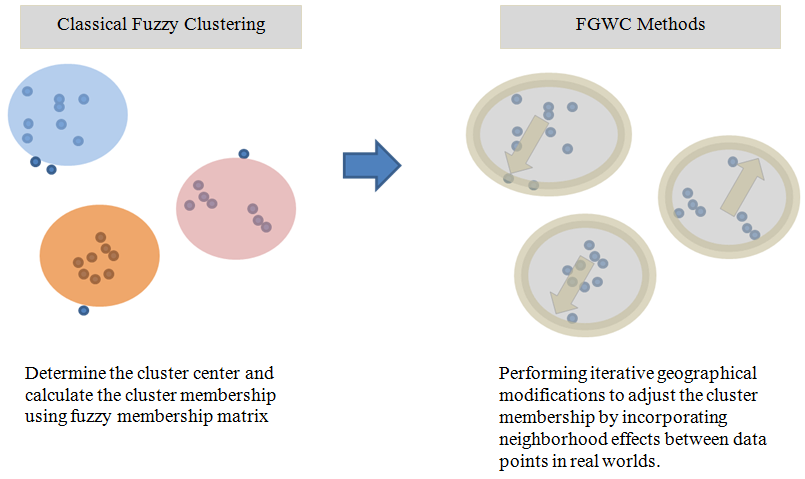 Classical Fuzzy Clustering
FGWC Methods
Determine the cluster center and
calculate the cluster membership
using fuzzy membership matrix
Performing iterative geographical
modifications to adjust the cluster
membership by incorporating
neighborhood effects between data
points in real worlds.